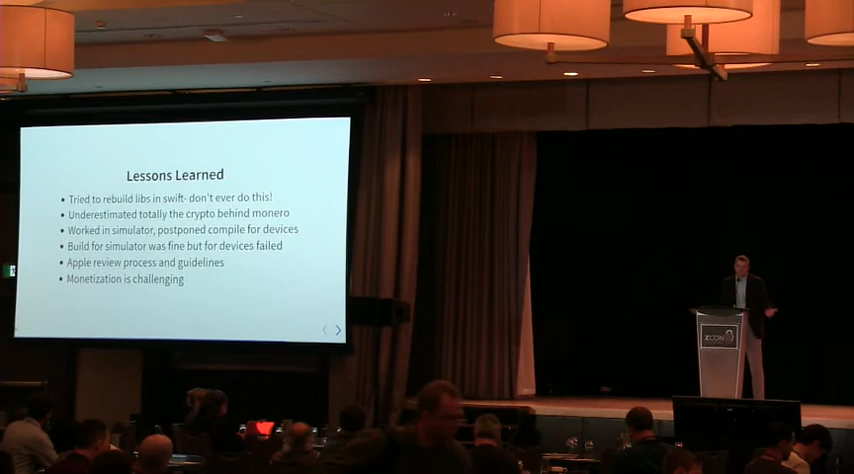 Lessons Learned
• Tried to rebuild libs in swift- don't ever do this!
• Underestimated totally the crypto behind monero
• Worked in simulator, postponed compile for devices
• Build for simulator was fine but for devices failed
• Apple review process and guidelines
• Monetization is challenging
ZCON